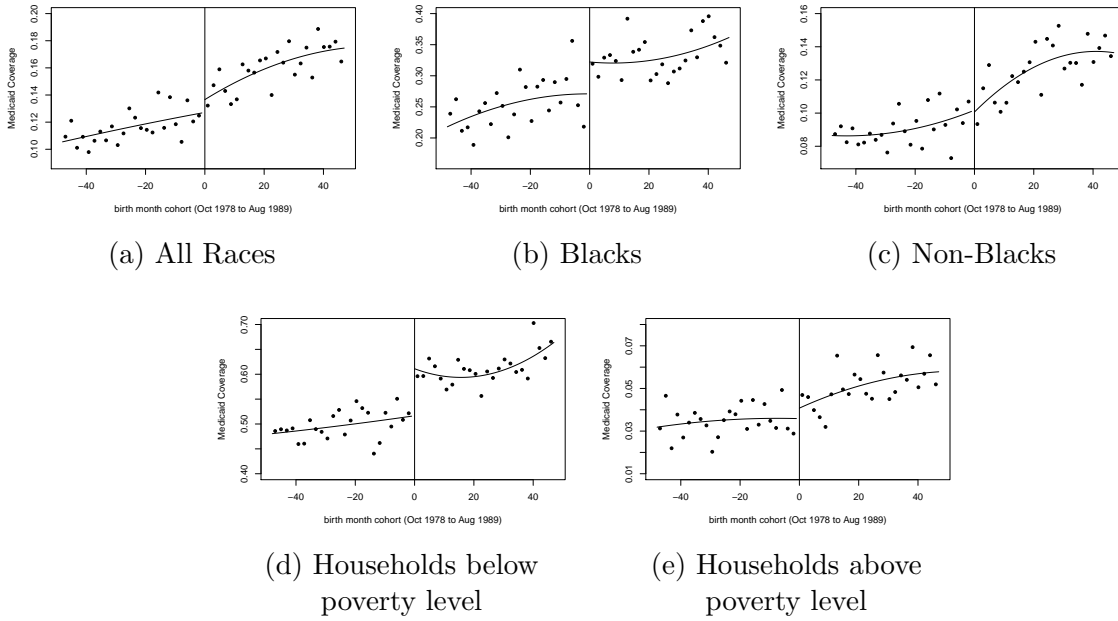 0.20
0.18
0.16
0.14
0.12
0.10
Medicaid Coverage
−40 −20 0 20 40
birth month cohort (Oct 1978 to Aug 1989)
(a) All Races
0.40
0.35
0.30
0.25
0.20
Medicaid Coverage
−40 −20 0 20 40
birth month cohort (Oct 1978 to Aug 1989)
(b) Blacks
0.16
0.14
0.12
0.10
0.08
Medicaid Coverage
−40 −20 0 20 40
birth month cohort (Oct 1978 to Aug 1989)
(c) Non-Blacks
0.70
0.60
0.50
0.40
Medicaid Coverage
−40 −20 0 20 40
birth month cohort (Oct 1978 to Aug 1989)
(d) Households below
poverty level
0.07
0.05
0.03
0.01
Medicaid Coverage
−40 −20 0 20 40
birth month cohort (Oct 1978 to Aug 1989)
(e) Households above
poverty level